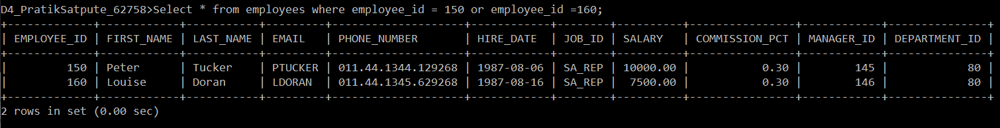 D4_PratikSatpute_62758>Select * from employees where employee_id = 150 or employee_id =160;
+-------------+------------+-----------+---------+--------------------+------------+--------+----------+----------------+------------+---------------+
| EMPLOYEE_ID | FIRST_NAME | LAST_NAME | EMAIL   | PHONE_NUMBER       | HIRE_DATE  | JOB_ID | SALARY   | COMMISSION_PCT | MANAGER_ID | DEPARTMENT_ID |
+-------------+------------+-----------+---------+--------------------+------------+--------+----------+----------------+------------+---------------+
|         150 | Peter      | Tucker    | PTUCKER | 011.44.1344.129268 | 1987-08-06 | SA_REP | 10000.00 |           0.30 |        145 |            80 |
|         160 | Louise     | Doran     | LDORAN  | 011.44.1345.629268 | 1987-08-16 | SA_REP |  7500.00 |           0.30 |        146 |            80 |
+-------------+------------+-----------+---------+--------------------+------------+--------+----------+----------------+------------+---------------+
2 rows in set (0.00 sec)